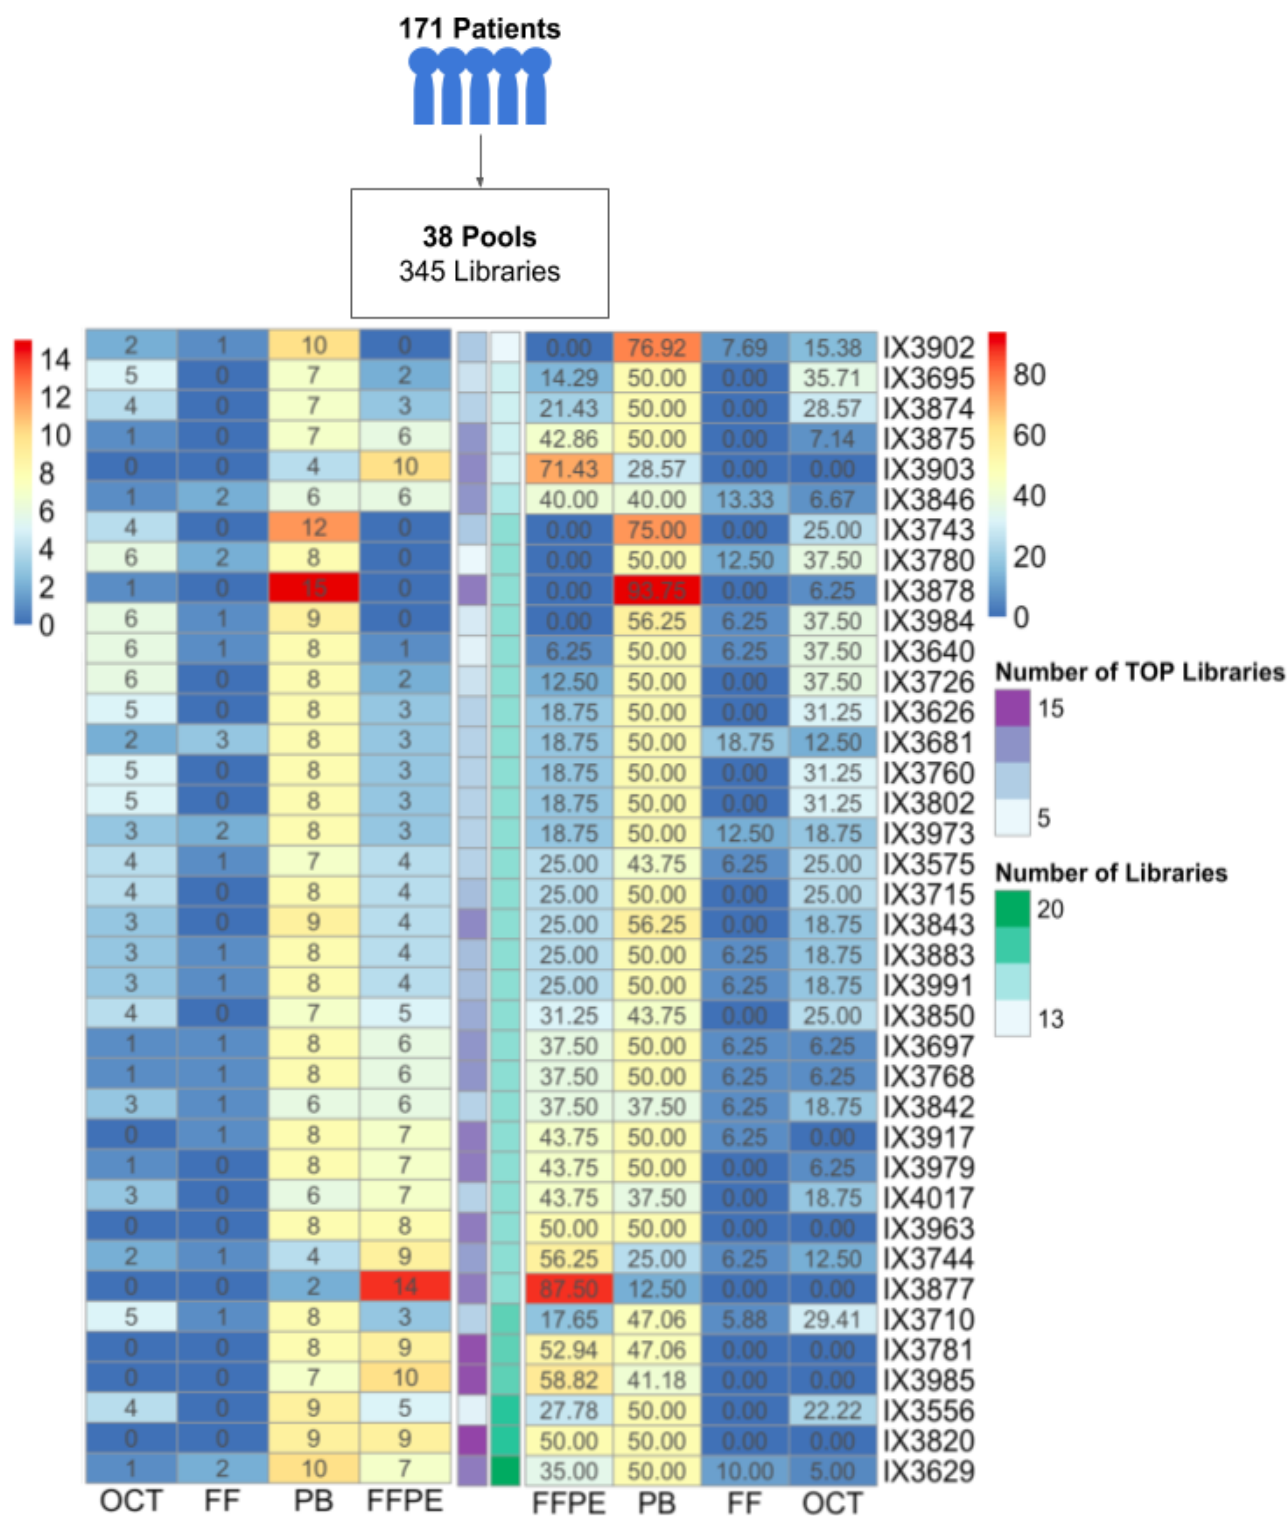 171 Patients
38 Pools
345 Libraries
14
12
10
8
6
4
2
0
2 1 10 0 0.00 76.92 7.69 15.38 IX3902
5 0 7 2 14.29 50.00 0.00 35.71 IX3695
4 0 7 3 21.43 50.00 0.00 28.57 IX3874
1 0 7 6 42.86 50.00 0.00 7.14 IX3875
0 0 4 10 71.43 28.57 0.00 0.00 IX3903
1 2 6 6 40.00 40.00 13.33 6.67 IX3846
4 0 12 0 0.00 75.00 0.00 25.00 IX3743
6 2 8 0 0.00 50.00 12.50 37.50 IX3780
1 0 15 0 0.00 93.75 0.00 6.25 IX3878
6 1 9 0 0.00 56.25 6.25 37.50 IX3984
6 1 8 1 6.25 50.00 6.25 37.50 IX3640
6 0 8 2 12.50 50.00 0.00 37.50 IX3726
5 0 8 3 18.75 50.00 0.00 31.25 IX3626
2 3 8 3 18.75 50.00 18.75 12.50 IX3681
5 0 8 3 18.75 50.00 0.00 31.25 IX3760
5 0 8 3 18.75 50.00 0.00 31.25 IX3802
3 2 8 3 18.75 50.00 12.50 18.75 IX3973
4 1 7 4 25.00 43.75 6.25 25.00 IX3575
4 0 8 4 25.00 50.00 0.00 25.00 IX3715
3 0 9 4 25.00 56.25 0.00 18.75 IX3843
3 1 8 4 25.00 50.00 6.25 18.75 IX3883
3 1 8 4 25.00 50.00 6.25 18.75 IX3991
4 0 7 5 31.25 43.75 0.00 25.00 IX3850
1 1 8 6 37.50 50.00 6.25 6.25 IX3697
1 1 8 6 37.50 50.00 6.25 6.25 IX3768
3 1 6 6 37.50 37.50 6.25 18.75 IX3842
0 1 8 7 43.75 50.00 6.25 0.00 IX3917
1 0 8 7 43.75 50.00 0.00 6.25 IX3979
3 0 6 7 43.75 37.50 0.00 18.75 IX4017
0 0 8 8 50.00 50.00 0.00 0.00 IX3963
2 1 4 9 56.25 25.00 6.25 12.50 IX3744
0 0 2 14 87.50 12.50 0.00 0.00 IX3877
5 1 8 3 17.65 47.06 5.88 29.41 IX3710
0 0 8 9 52.94 47.06 0.00 0.00 IX3781
0 0 7 10 58.82 41.18 0.00 0.00 IX3985
4 0 9 5 27.78 50.00 0.00 22.22 IX3556
0 0 9 9 50.00 50.00 0.00 0.00 IX3820
1 2 10 7 35.00 50.00 10.00 5.00 IX3629
OCT FF PB FFPE FFPE PB FF OCT
80
60
40
20
0
Number of TOP Libraries
15
5
Number of Libraries
20
13